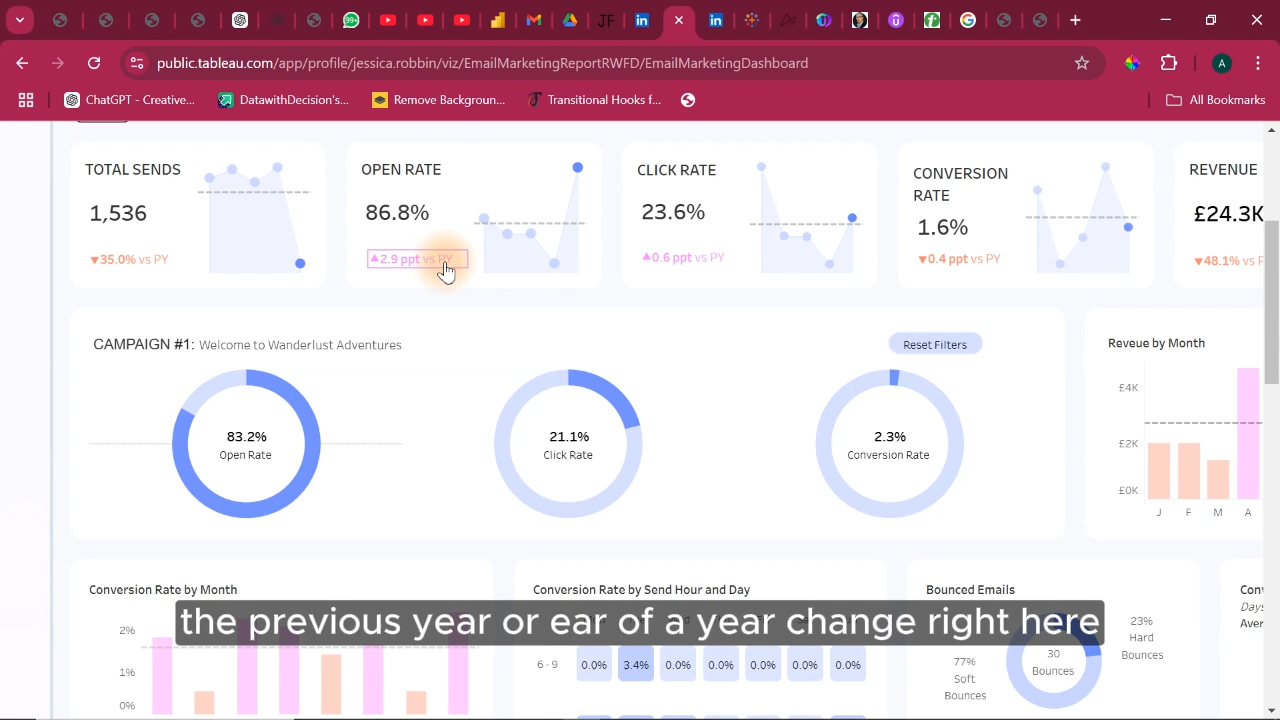 99+
JF
public.tableau.com/app/profile/jessica.robbin/viz/EmailMarketingReportRWFD/EmailMarketingDashboard
A
ChatGPT - Creative...
DatawithDecision's...
Remove Backgroun...
Transitional Hooks f...
All Bookmarks
TOTAL SENDS
1,536
▼35.0% vs PY
OPEN RATE
86.8%
▲2.9 ppt vs PY
CLICK RATE
23.6%
▲0.6 ppt vs PY
CONVERSION
RATE
1.6%
▼0.4 ppt vs PY
REVENUE
£24.3K
▼48.1% vs P
CAMPAIGN #1: Welcome to Wanderlust Adventures
Reset Filters
83.2%
Open Rate
21.1%
Click Rate
2.3%
Conversion Rate
Reveue by Month
£4K
£2K
£0K
J F M A
Conversion Rate by Month
2%
1%
0%
Conversion Rate by Send Hour and Day
6 - 9 0.0% 3.4% 0.0% 0.0% 0.0% 0.0% 0.0%
Bounced Emails
77%
Soft
Bounces
30
Bounces
23%
Hard
Bounces
Conv
Days
Aver
the previous year or ear of a year change right here